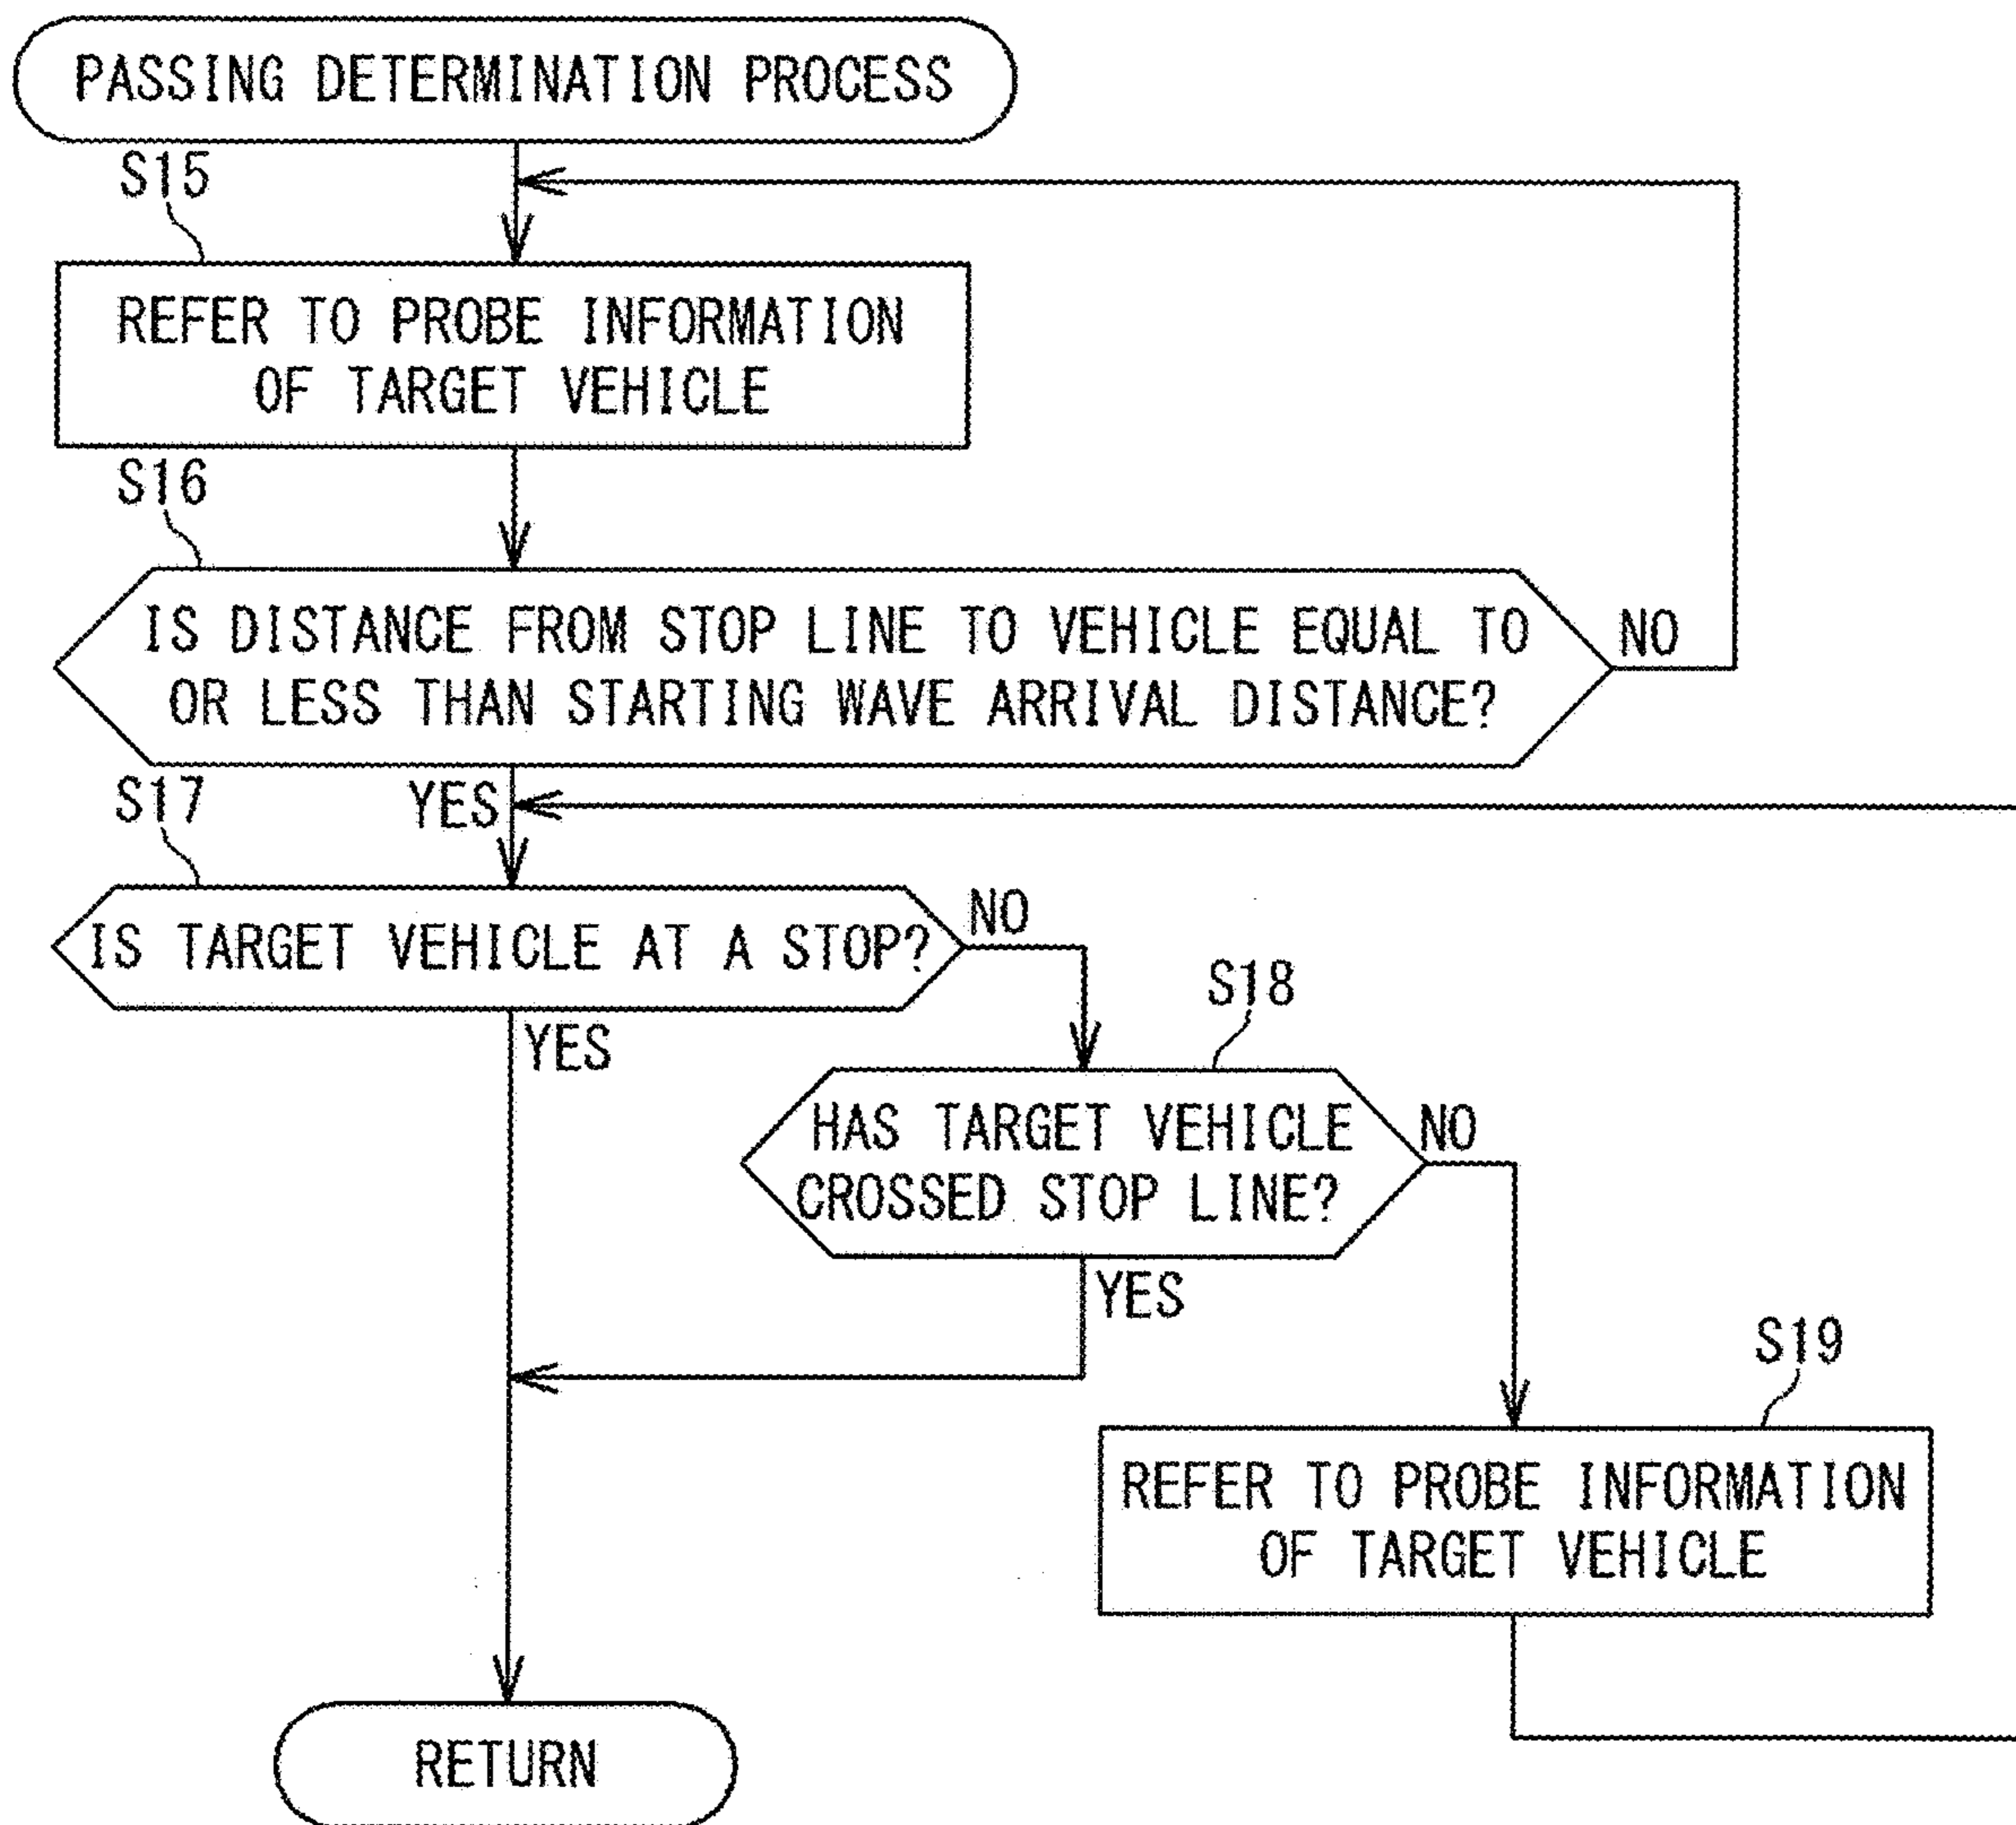 PASSING DETERMINATION PROCESS
S15
REFER TO PROBE INFORMATION
OF TARGET VEHICLE
S16
IS DISTANCE FROM STOP LINE TO VEHICLE EQUAL TO
OR LESS THAN STARTING WAVE ARRIVAL DISTANCE?
NO
YES
S17
IS TARGET VEHICLE AT A STOP?
NO
YES
S18
HAS TARGET VEHICLE
CROSSED STOP LINE?
NO
YES
S19
REFER TO PROBE INFORMATION
OF TARGET VEHICLE
RETURN